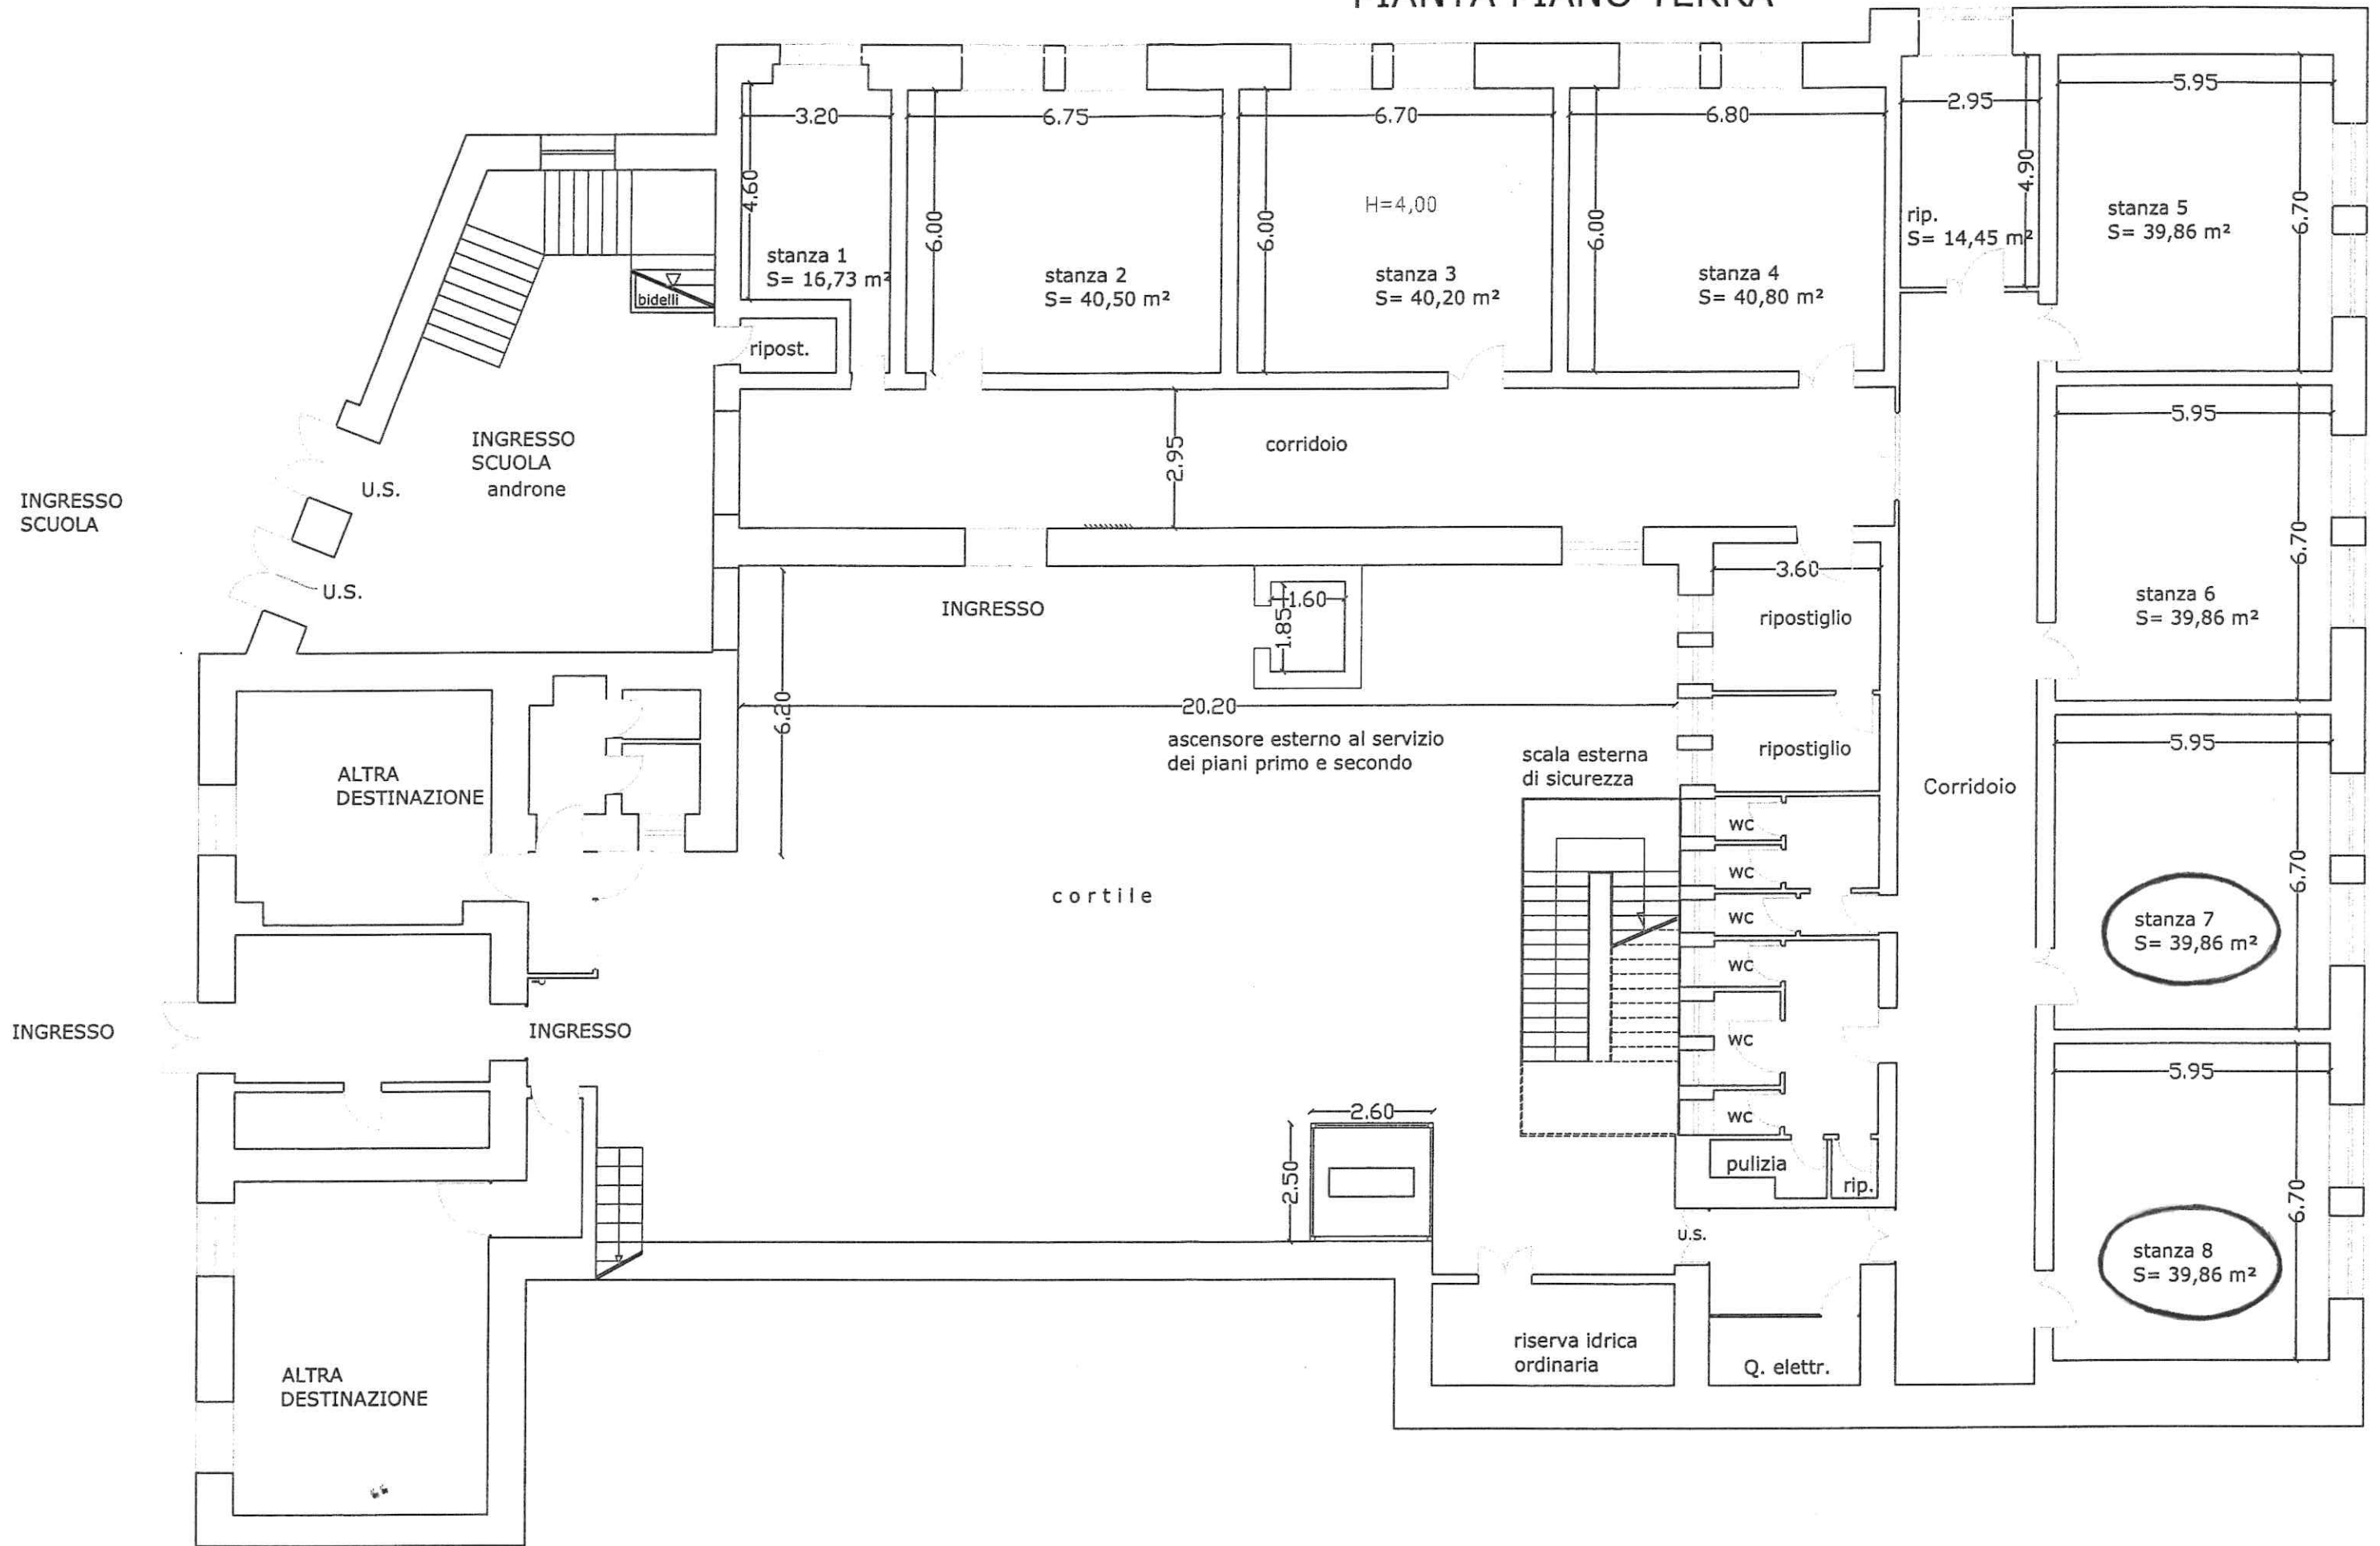 PIANTA PIANO TERRA
3.20
6.75
6.70
6.80
2.95
5.95
4.60
6.00
6.00
6.00
4.90
6.70
H=4,00
stanza 1
S= 16,73 m²
stanza 2
S= 40,50 m²
stanza 3
S= 40,20 m²
stanza 4
S= 40,80 m²
rip.
S= 14,45 m²
stanza 5
S= 39,86 m²
bidelli
ripost.
INGRESSO
SCUOLA
androne
U.S.
U.S.
INGRESSO
SCUOLA
corridoio
2.95
5.95
6.70
stanza 6
S= 39,86 m²
INGRESSO
1.60
1.85
3.60
ripostiglio
6.20
20.20
ascensore esterno al servizio
dei piani primo e secondo
scala esterna
di sicurezza
ripostiglio
Corridoio
5.95
6.70
stanza 7
S= 39,86 m²
ALTRA
DESTINAZIONE
cortile
wc
wc
wc
wc
wc
wc
INGRESSO
INGRESSO
2.60
2.50
pulizia
rip.
u.s.
5.95
6.70
stanza 8
S= 39,86 m²
riserva idrica
ordinaria
Q. elettr.
ALTRA
DESTINAZIONE